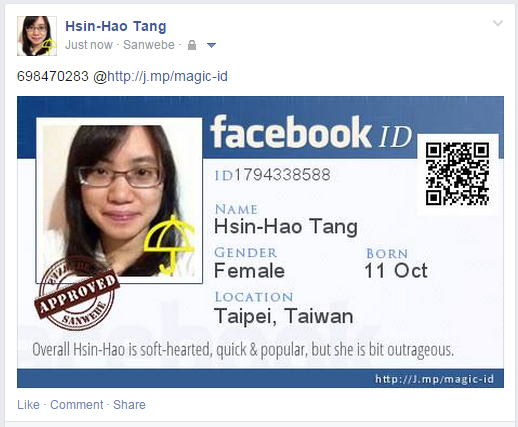 Hsin-Hao Tang
Just now · Sanwebe ·
698470283 @http://j.mp/magic-id
facebook ID
ID1794338588
NAME
Hsin-Hao Tang
GENDER BORN
Female 11 Oct
LOCATION
Taipei, Taiwan
APPROVED
SANWEBE
Overall Hsin-Hao is soft-hearted, quick & popular, but she is bit outrageous.
http://J.mp/magic-id
Like · Comment · Share